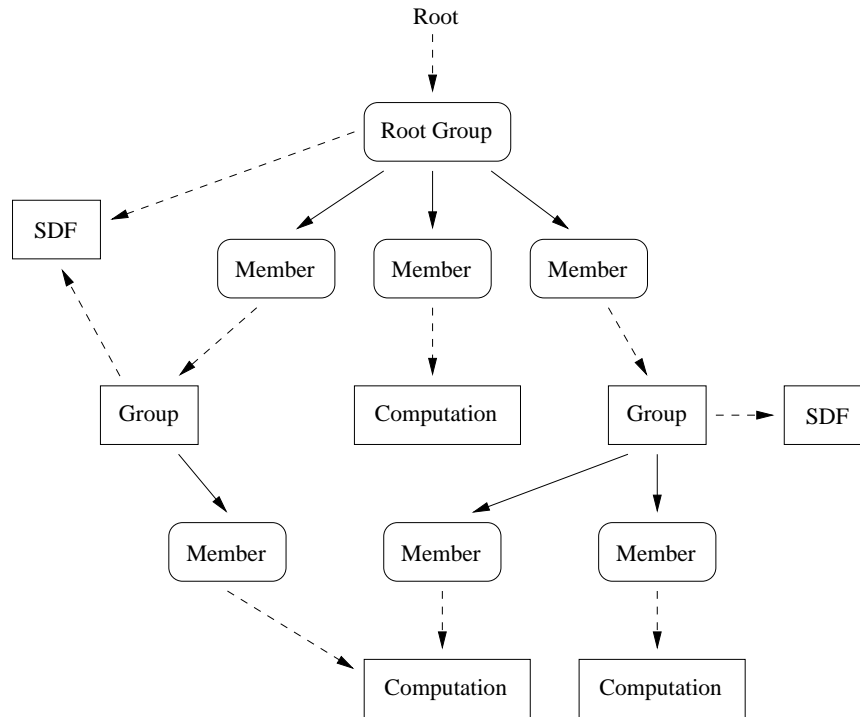 Root
Root Group
SDF
Member
Member
Member
Group
Computation
Group
SDF
Member
Member
Member
Computation
Computation